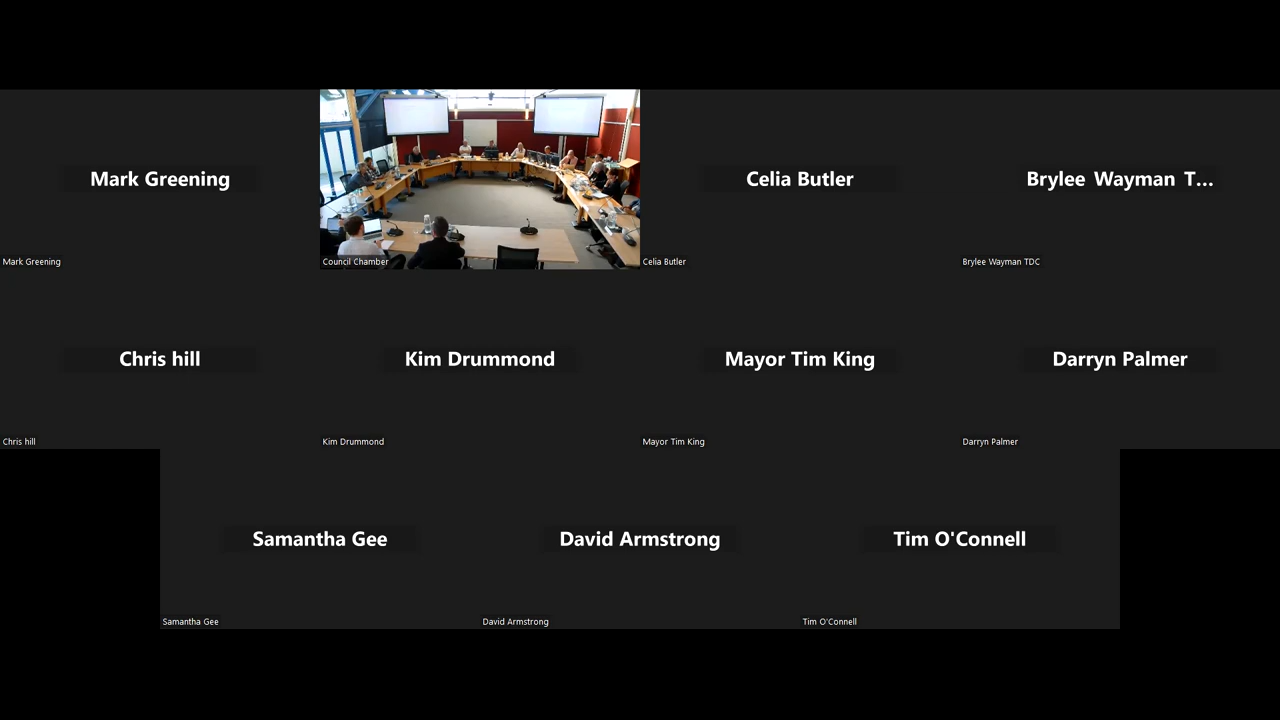 Mark Greening
Celia Butler
Brylee Wayman T...
Mark Greening
Council Chamber
Celia Butler
Brylee Wayman TDC
Chris hill
Kim Drummond
Mayor Tim King
Darryn Palmer
Chris hill
Kim Drummond
Mayor Tim King
Darryn Palmer
Samantha Gee
David Armstrong
Tim O'Connell
Samantha Gee
David Armstrong
Tim O'Connell